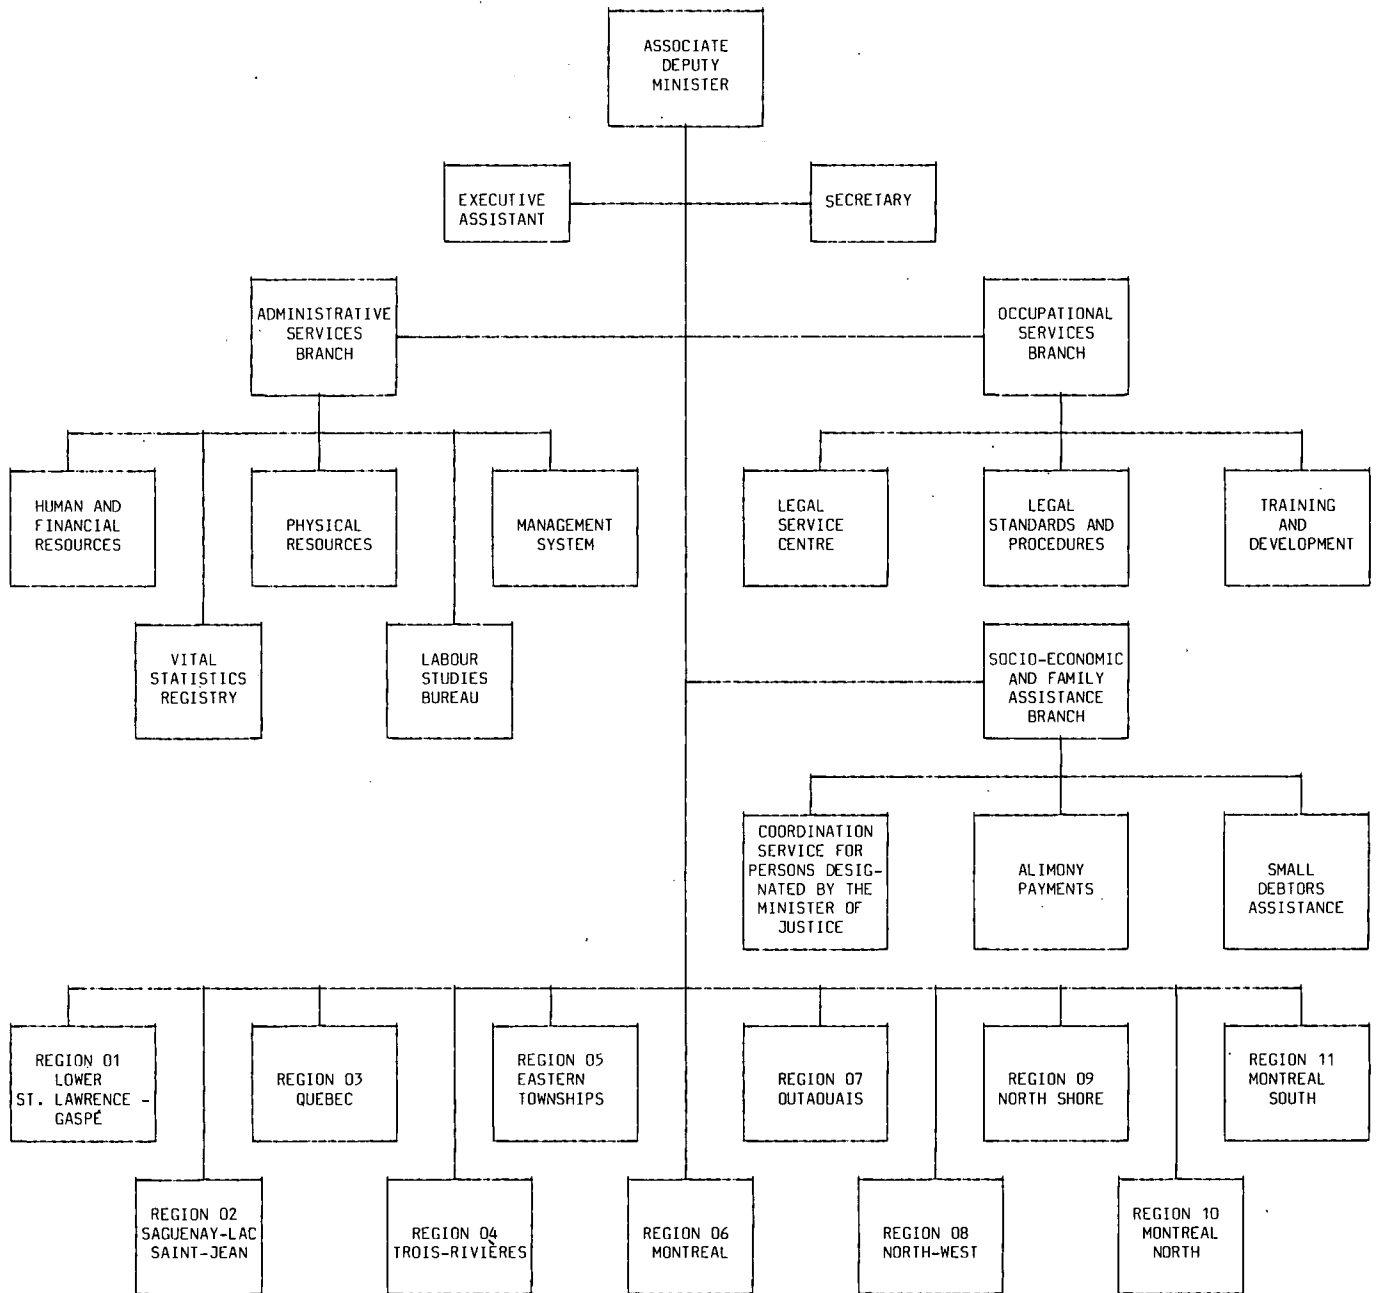 ASSOCIATE
DEPUTY
MINISTER
EXECUTIVE
ASSISTANT
SECRETARY
ADMINISTRATIVE
SERVICES
BRANCH
OCCUPATIONAL
SERVICES
BRANCH
HUMAN AND
FINANCIAL
RESOURCES
PHYSICAL
RESOURCES
MANAGEMENT
SYSTEM
LEGAL
SERVICE
CENTRE
LEGAL
STANDARDS AND
PROCEDURES
TRAINING
AND
DEVELOPMENT
VITAL
STATISTICS
REGISTRY
LABOUR
STUDIES
BUREAU
SOCIO-ECONOMIC
AND FAMILY
ASSISTANCE
BRANCH
COORDINATION
SERVICE FOR
PERSONS DESIG-
NATED BY THE
MINISTER OF
JUSTICE
ALIMONY
PAYMENTS
SMALL
DEBTORS
ASSISTANCE
REGION 01
LOWER
ST. LAWRENCE -
GASPÉ
REGION 03
QUEBEC
REGION 05
EASTERN
TOWNSHIPS
REGION 07
OUTAOUAIS
REGION 09
NORTH SHORE
REGION 11
MONTREAL
SOUTH
REGION 02
SAGUENAY-LAC
SAINT-JEAN
REGION 04
TROIS-RIVIÈRES
REGION 06
MONTREAL
REGION 08
NORTH-WEST
REGION 10
MONTREAL
NORTH